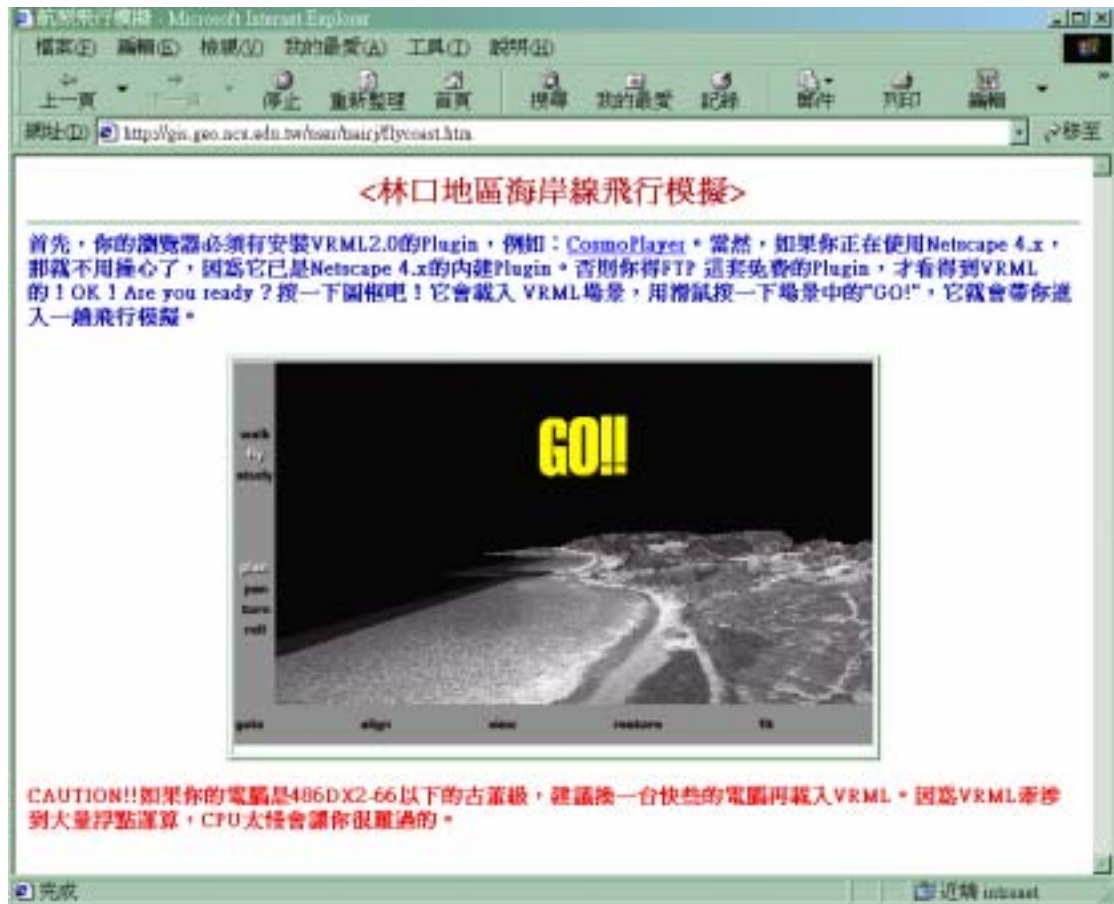 航照飛行模擬 - Microsoft Internet Explorer
檔案(F) 編輯(E) 檢視(V) 我的最愛(A) 工具(T) 說明(H)
上一頁 下一頁 停止 重新整理 首頁 搜尋 我的最愛 記錄 郵件 列印 編輯
網址(D) http://gis.geo.ncu.edu.tw/user/tsairj/flycoast.htm 移至
<林口地區海岸線飛行模擬>
首先,你的瀏覽器必須有安裝VRML2.0的Plugin,例如:CosmoPlayer。當然,如果你正在使用Netscape 4.x,
那就不用操心了,因為它已是Netscape 4.x的內建Plugin。否則你得FTP 這套免費的Plugin,才看得到VRML
的!OK!Are you ready?按一下圖框吧!它會載入 VRML場景,用滑鼠按一下場景中的"GO!",它就會帶你進
入一趟飛行模擬。
GO!!
walk
fly
study
plan
pan
turn
roll
goto align view restore fit
CAUTION!!如果你的電腦是486DX2-66以下的古董級,建議換一台快些的電腦再載入VRML。因為VRML牽涉
到大量浮點運算,CPU太慢會讓你很難過的。
完成 近端 intranet